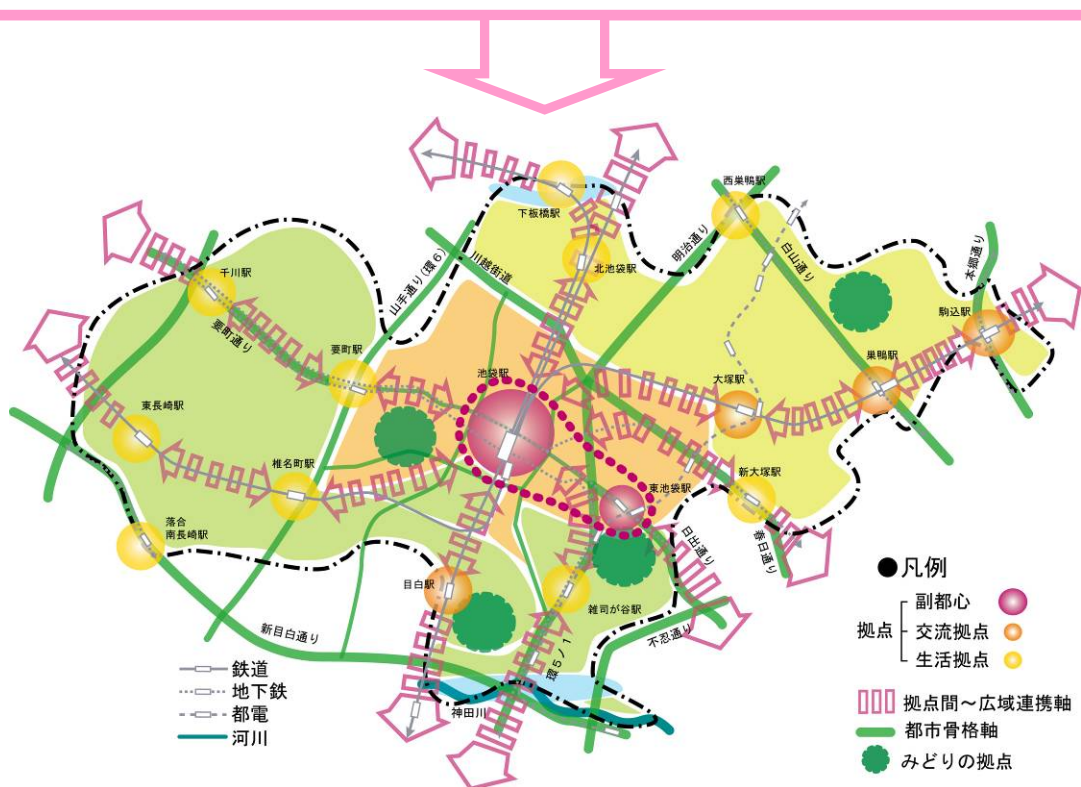 西巣鴨駅
下板橋駅
本郷通り
明治通り
白山通り
千川駅
山手通り(環6)
川越街道
北池袋駅
駒込駅
要町通り
要町駅
池袋駅
大塚駅
巣鴨駅
東長崎駅
椎名町駅
東池袋駅
新大塚駅
落合
南長崎駅
日出通り
春日通り
目白駅
雑司が谷駅
新目白通り
不忍通り
環5ノ1
神田川
鉄道
地下鉄
都電
河川
●凡例
拠点
副都心
交流拠点
生活拠点
拠点間～広域連携軸
都市骨格軸
みどりの拠点